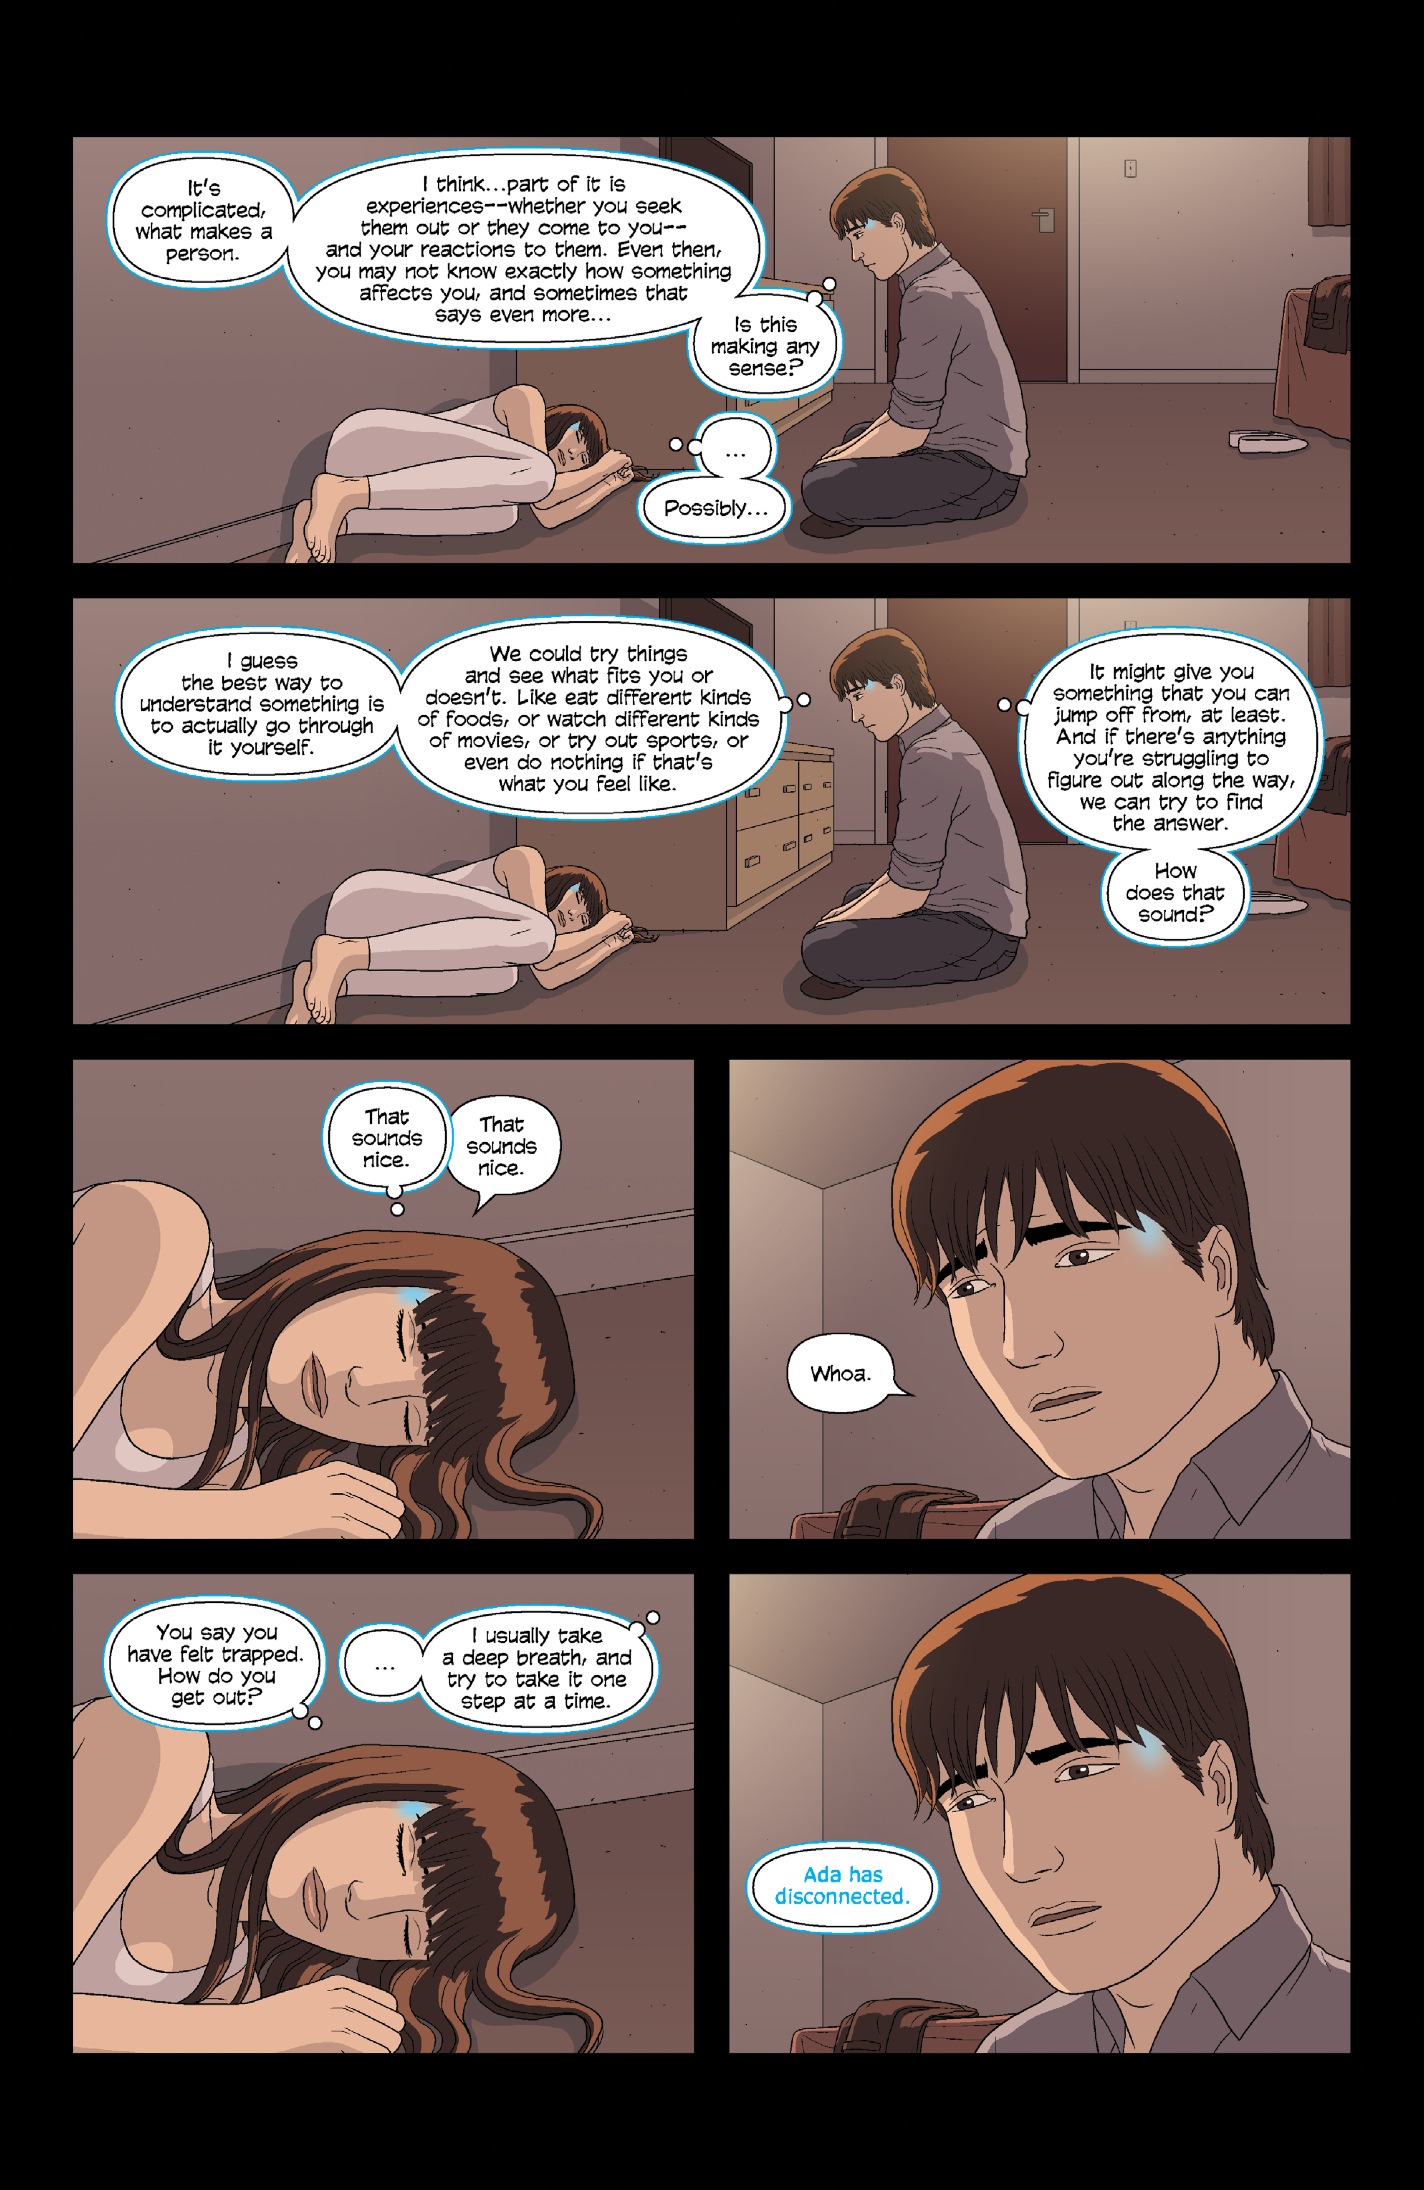 It's
complicated,
what makes a
person.
I think...part of it is
experiences--whether you seek
them out or they come to you--
and your reactions to them. Even then,
you may not know exactly how something
affects you, and sometimes that
says even more...
Is this
making any
sense?
...
Possibly...
I guess
the best way to
understand something is
to actually go through
it yourself.
We could try things
and see what fits you or
doesn't. Like eat different kinds
of foods, or watch different kinds
of movies, or try out sports, or
even do nothing if that's
what you feel like.
It might give you
something that you can
jump off from, at least.
And if there's anything
you're struggling to
figure out along the way,
we can try to find
the answer.
How
does that
sound?
That
sounds
nice.
That
sounds
nice.
Whoa.
You say you
have felt trapped.
How do you
get out?
...
I usually take
a deep breath, and
try to take it one
step at a time.
Ada has
disconnected.